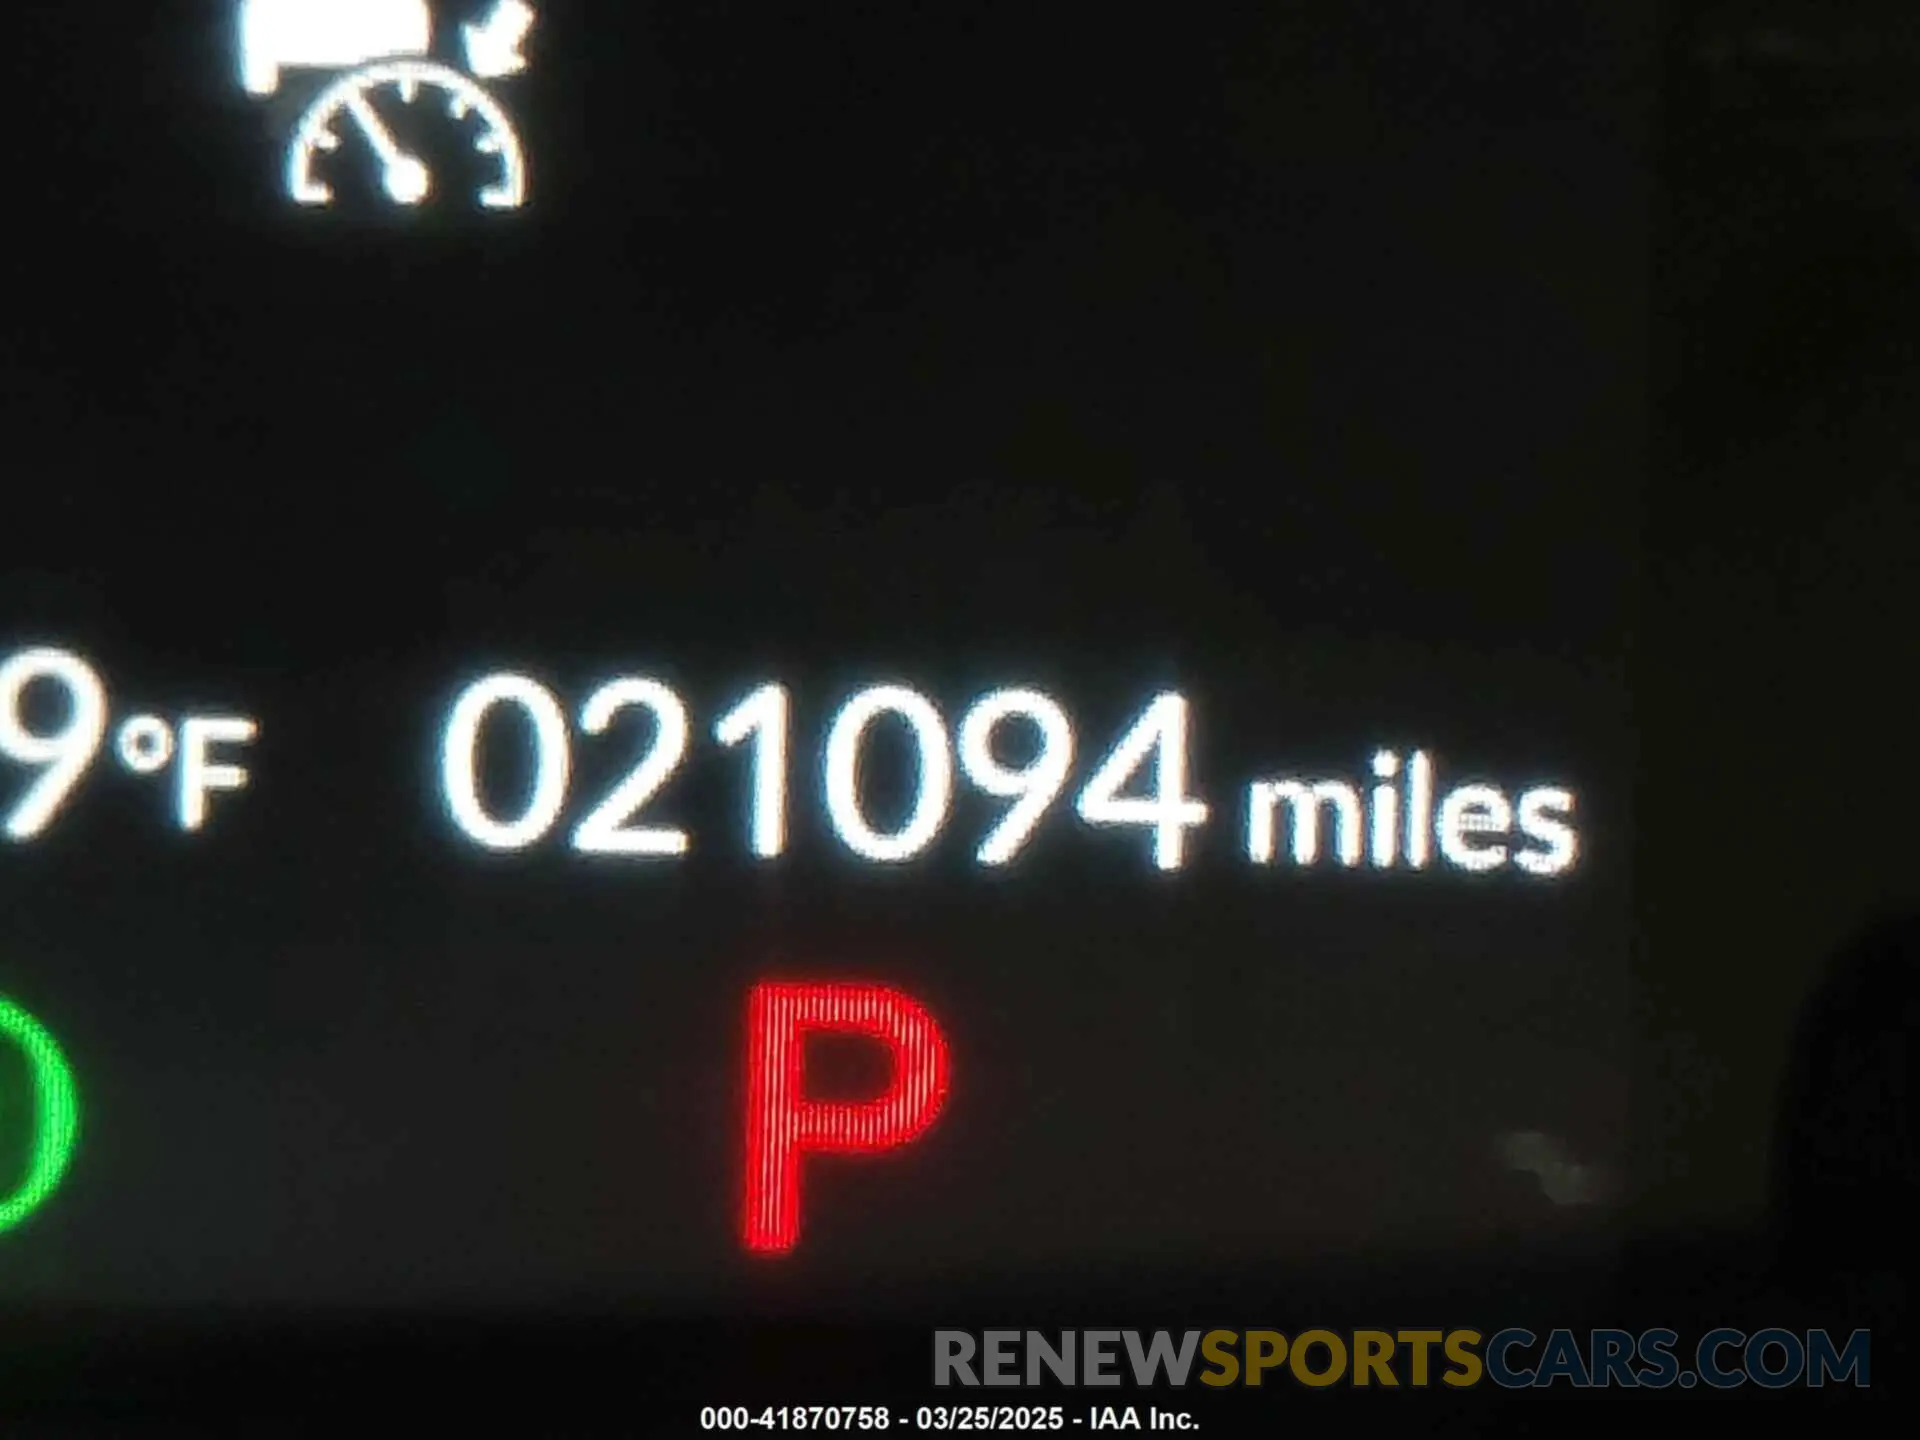 9°F 021094 miles
P
RENEWSPORTSCARS.COM
000-41870758 - 03/25/2025 - IAA Inc.